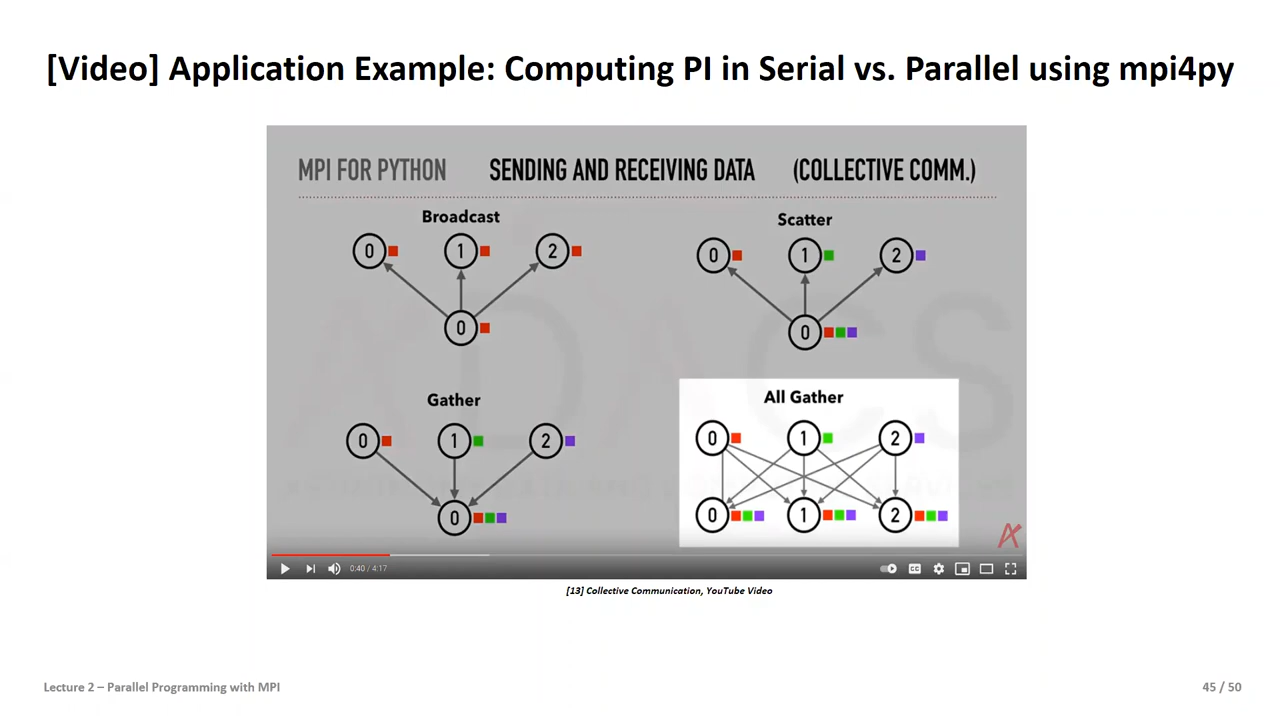 [Video] Application Example: Computing PI in Serial vs. Parallel using mpi4py
MPI FOR PYTHON SENDING AND RECEIVING DATA (COLLECTIVE COMM.)
Broadcast
0 1 2
0
Scatter
0 1 2
0
Gather
0 1 2
0
All Gather
0 1 2
0 1 2
ADACS
0:40 / 4:17
CC
[13] Collective Communication, YouTube Video
Lecture 2 – Parallel Programming with MPI
45 / 50